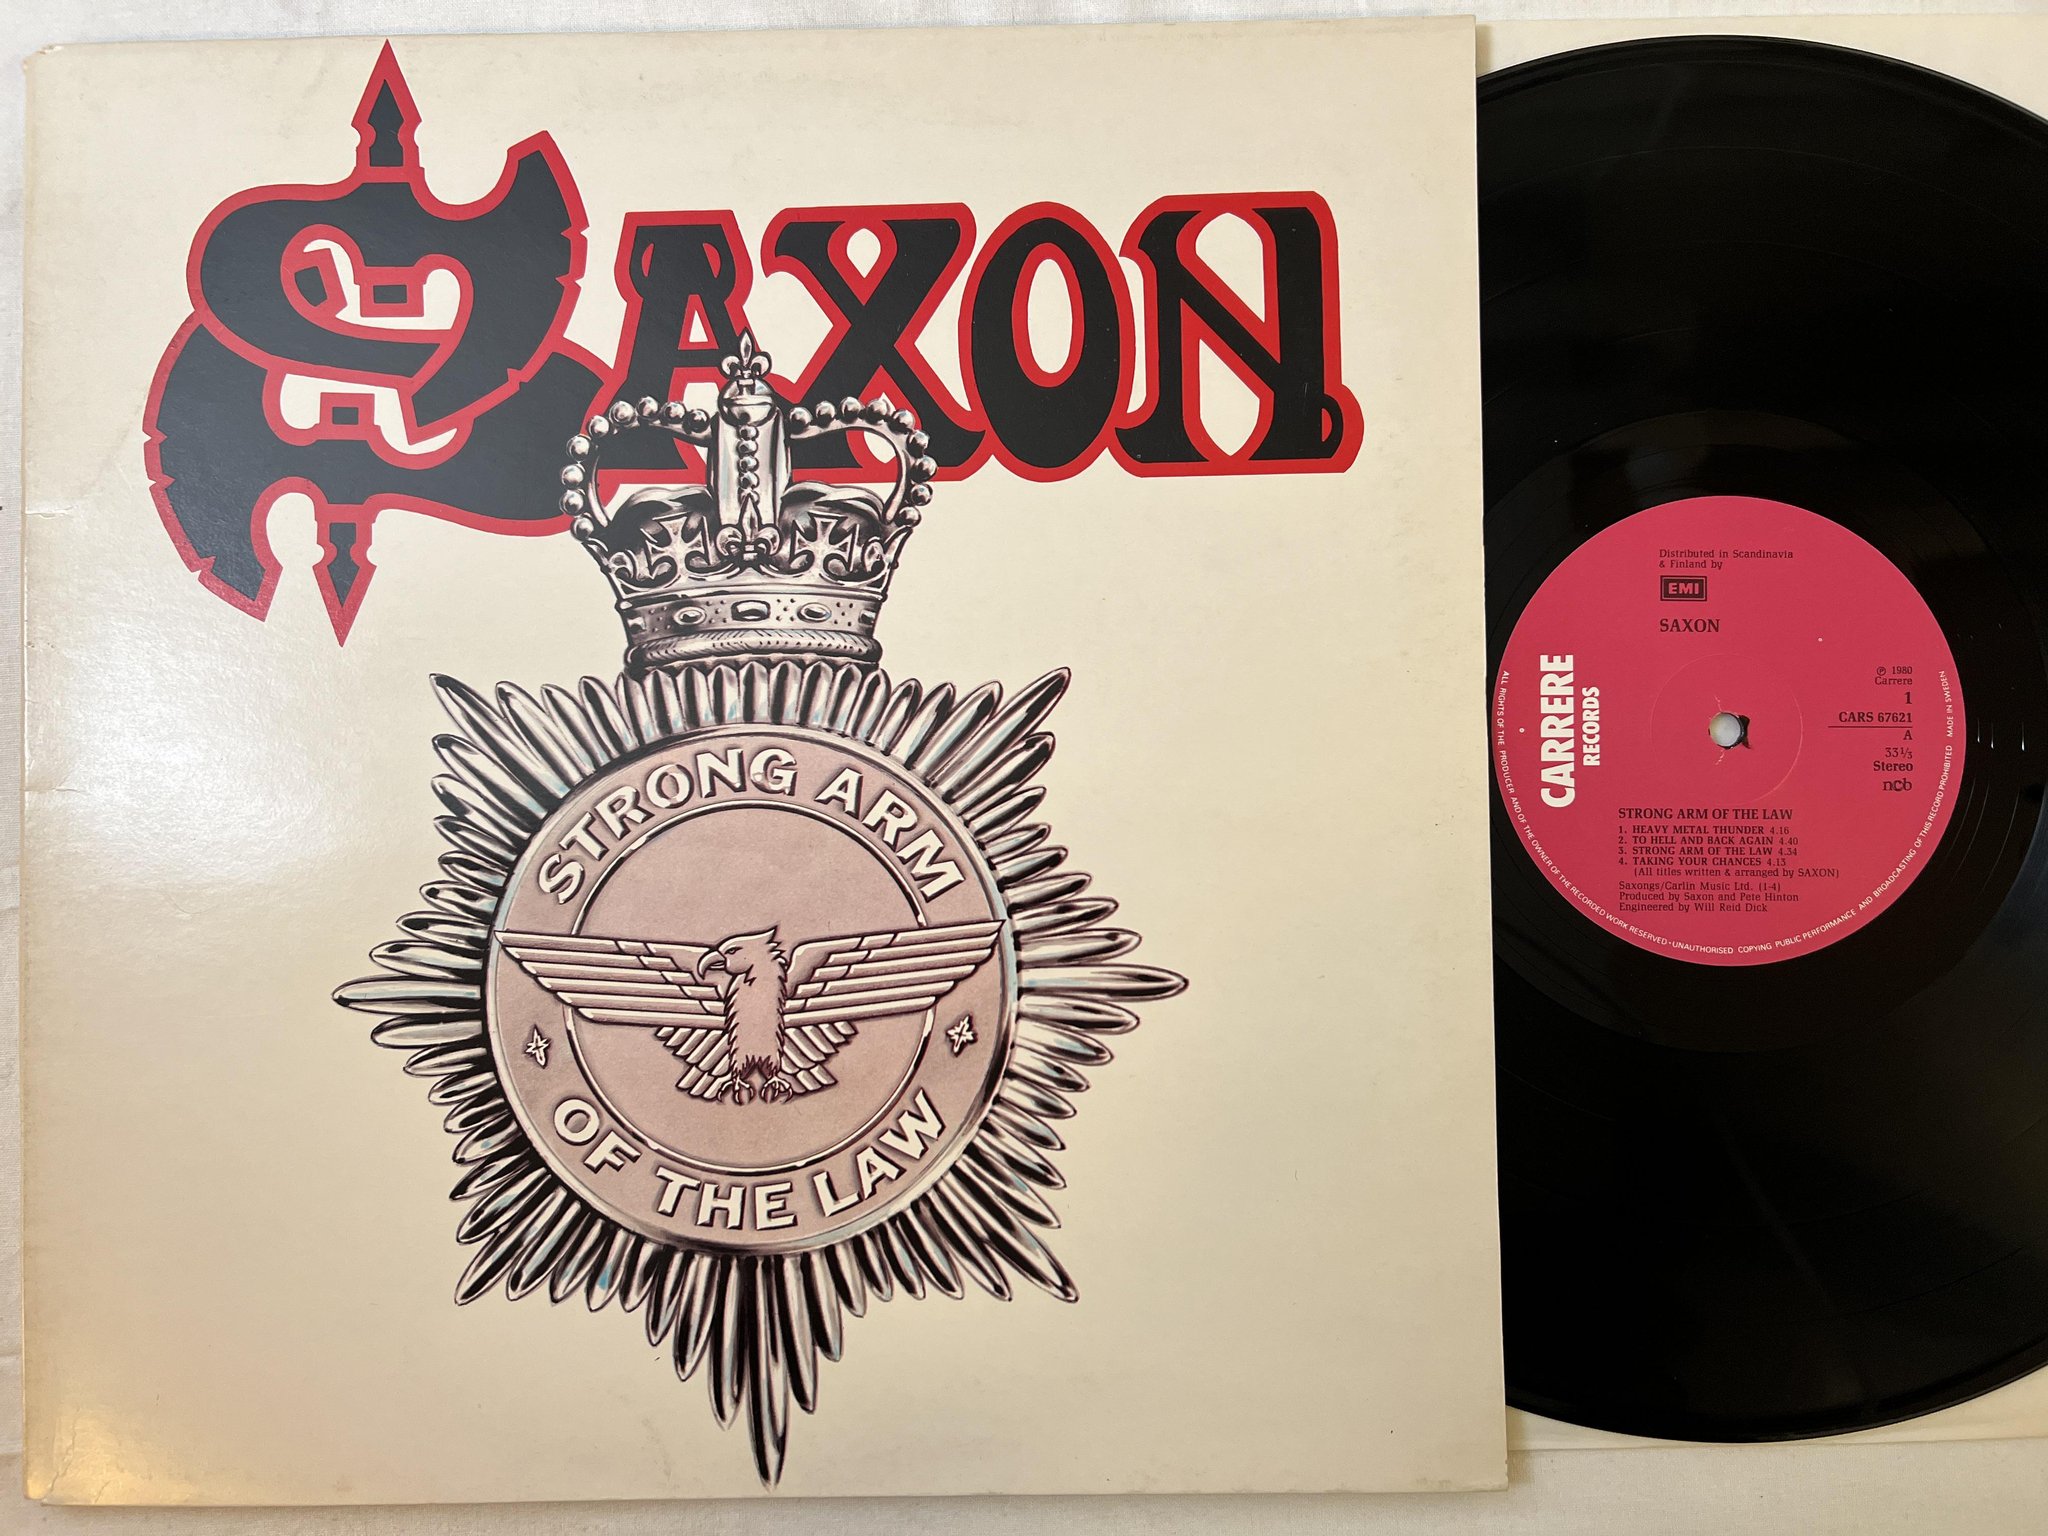 SAXON
STRONG ARM
OF THE LAW
Distributed in Scandinavia
& Finland by
EMI
SAXON
CARRERE
RECORDS
℗ 1980
Carrere
1
CARS 67621
A
33⅓
Stereo
ncb
STRONG ARM OF THE LAW
1. HEAVY METAL THUNDER 4.16
2. TO HELL AND BACK AGAIN 4.40
3. STRONG ARM OF THE LAW 4.34
4. TAKING YOUR CHANCES 4.13
(All titles written & arranged by SAXON)
Saxongs/Carlin Music Ltd. (1-4)
Produced by Saxon and Pete Hinton
Engineered by Will Reid Dick
ALL RIGHTS OF THE PRODUCER AND OF THE OWNER OF THE RECORDED WORK RESERVED • UNAUTHORISED COPYING PUBLIC PERFORMANCE AND BROADCASTING OF THIS RECORD PROHIBITED MADE IN SWEDEN